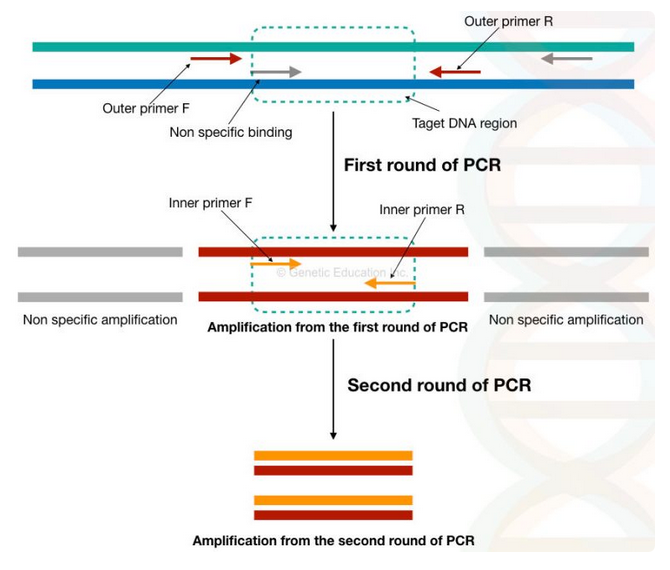 Outer primer R
Outer primer F
Non specific binding
Taget DNA region
First round of PCR
Inner primer F
Inner primer R
© Genetic Education Inc.
Non specific amplification
Amplification from the first round of PCR
Non specific amplification
Second round of PCR
Amplification from the second round of PCR